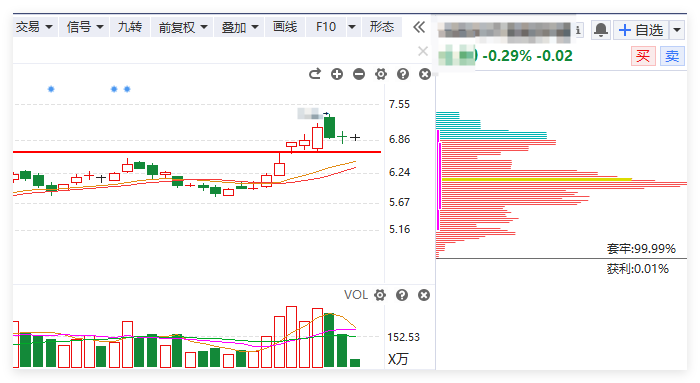 交易 信号 九转 前复权 叠加 画线 F10 形态
自选
-0.29% -0.02
买 卖
7.55
6.86
6.24
5.67
5.16
套牢:99.99%
获利:0.01%
VOL
152.53
X万